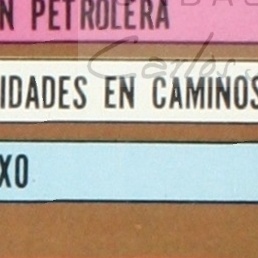 N PETROLERA
IDADES EN CAMINOS
XO